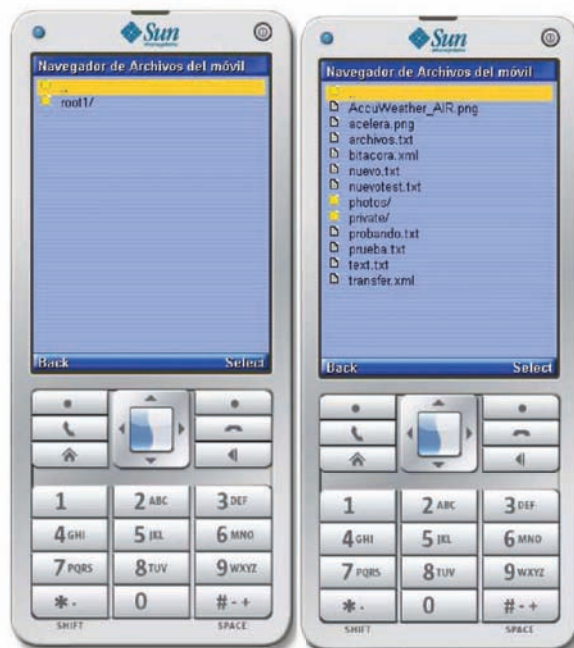 Sun
microsystems
Navegador de Archivos del móvil
..
root1/
Back Select
1 2 ABC 3 DEF
4 GHI 5 JKL 6 MNO
7 PQRS 8 TUV 9 WXYZ
* . 0 # - +
SHIFT SPACE
Sun
microsystems
Navegador de Archivos del móvil
..
AccuWeather_AIR.png
acelera.png
archivos.txt
bitacora.xml
nuevo.txt
nuevotest.txt
photos/
private/
probando.txt
prueba.txt
text.txt
transfer.xml
Back Select
1 2 ABC 3 DEF
4 GHI 5 JKL 6 MNO
7 PQRS 8 TUV 9 WXYZ
* . 0 # - +
SHIFT SPACE